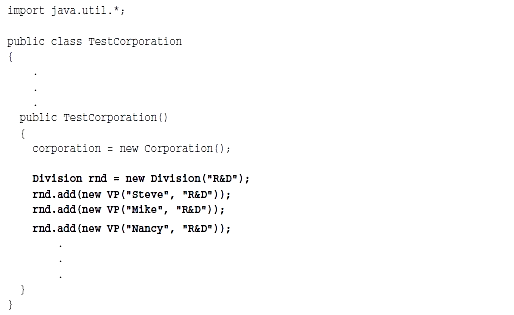 import java.util.*;
public class TestCorporation
{
.
.
.
public TestCorporation()
{
corporation = new Corporation();
Division rnd = new Division("R&D");
rnd.add(new VP("Steve", "R&D"));
rnd.add(new VP("Mike", "R&D"));
rnd.add(new VP("Nancy", "R&D"));
.
.
.
}
}